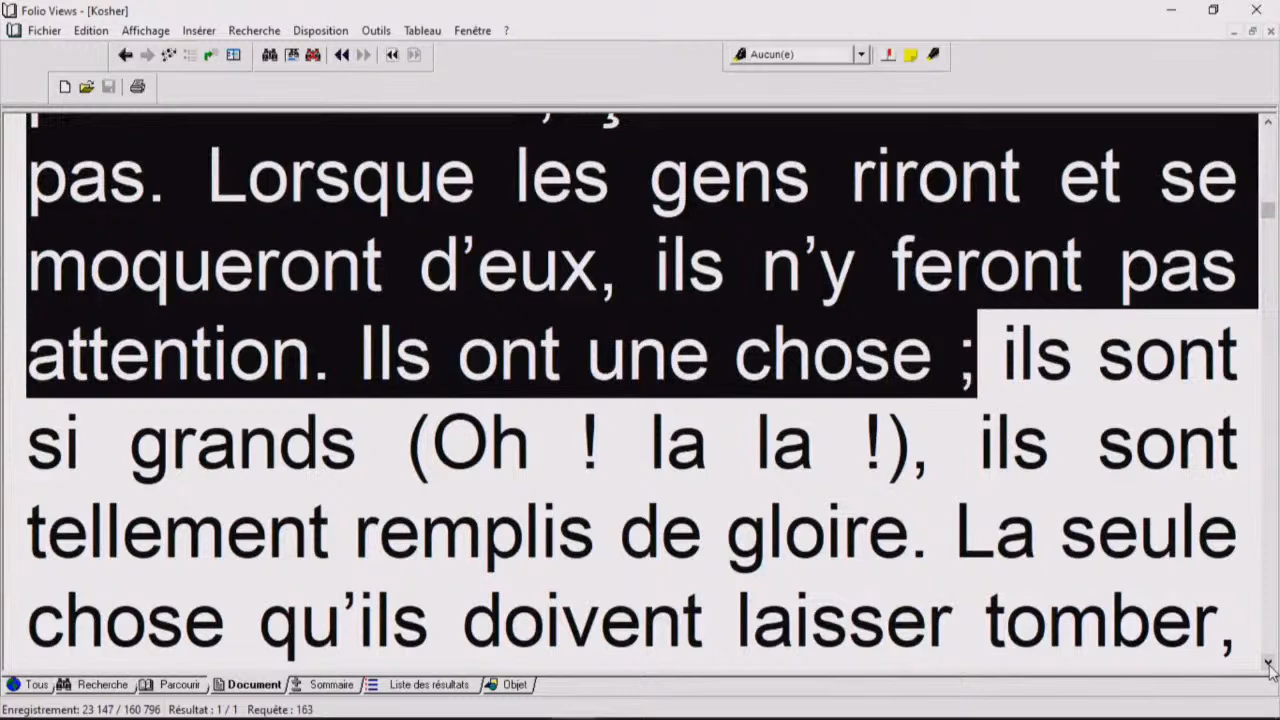 Folio Views - [Kosher]
Fichier Edition Affichage Insérer Recherche Disposition Outils Tableau Fenêtre ?
Aucun(e)
pas. Lorsque les gens riront et se
moqueront d’eux, ils n’y feront pas
attention. Ils ont une chose ; ils sont
si grands (Oh ! la la !), ils sont
tellement remplis de gloire. La seule
chose qu’ils doivent laisser tomber,
Tous Recherche Parcourir Document Sommaire Liste des résultats Objet
Enregistrement: 23 147 / 160 796 Résultat : 1 / 1 Requête : 163